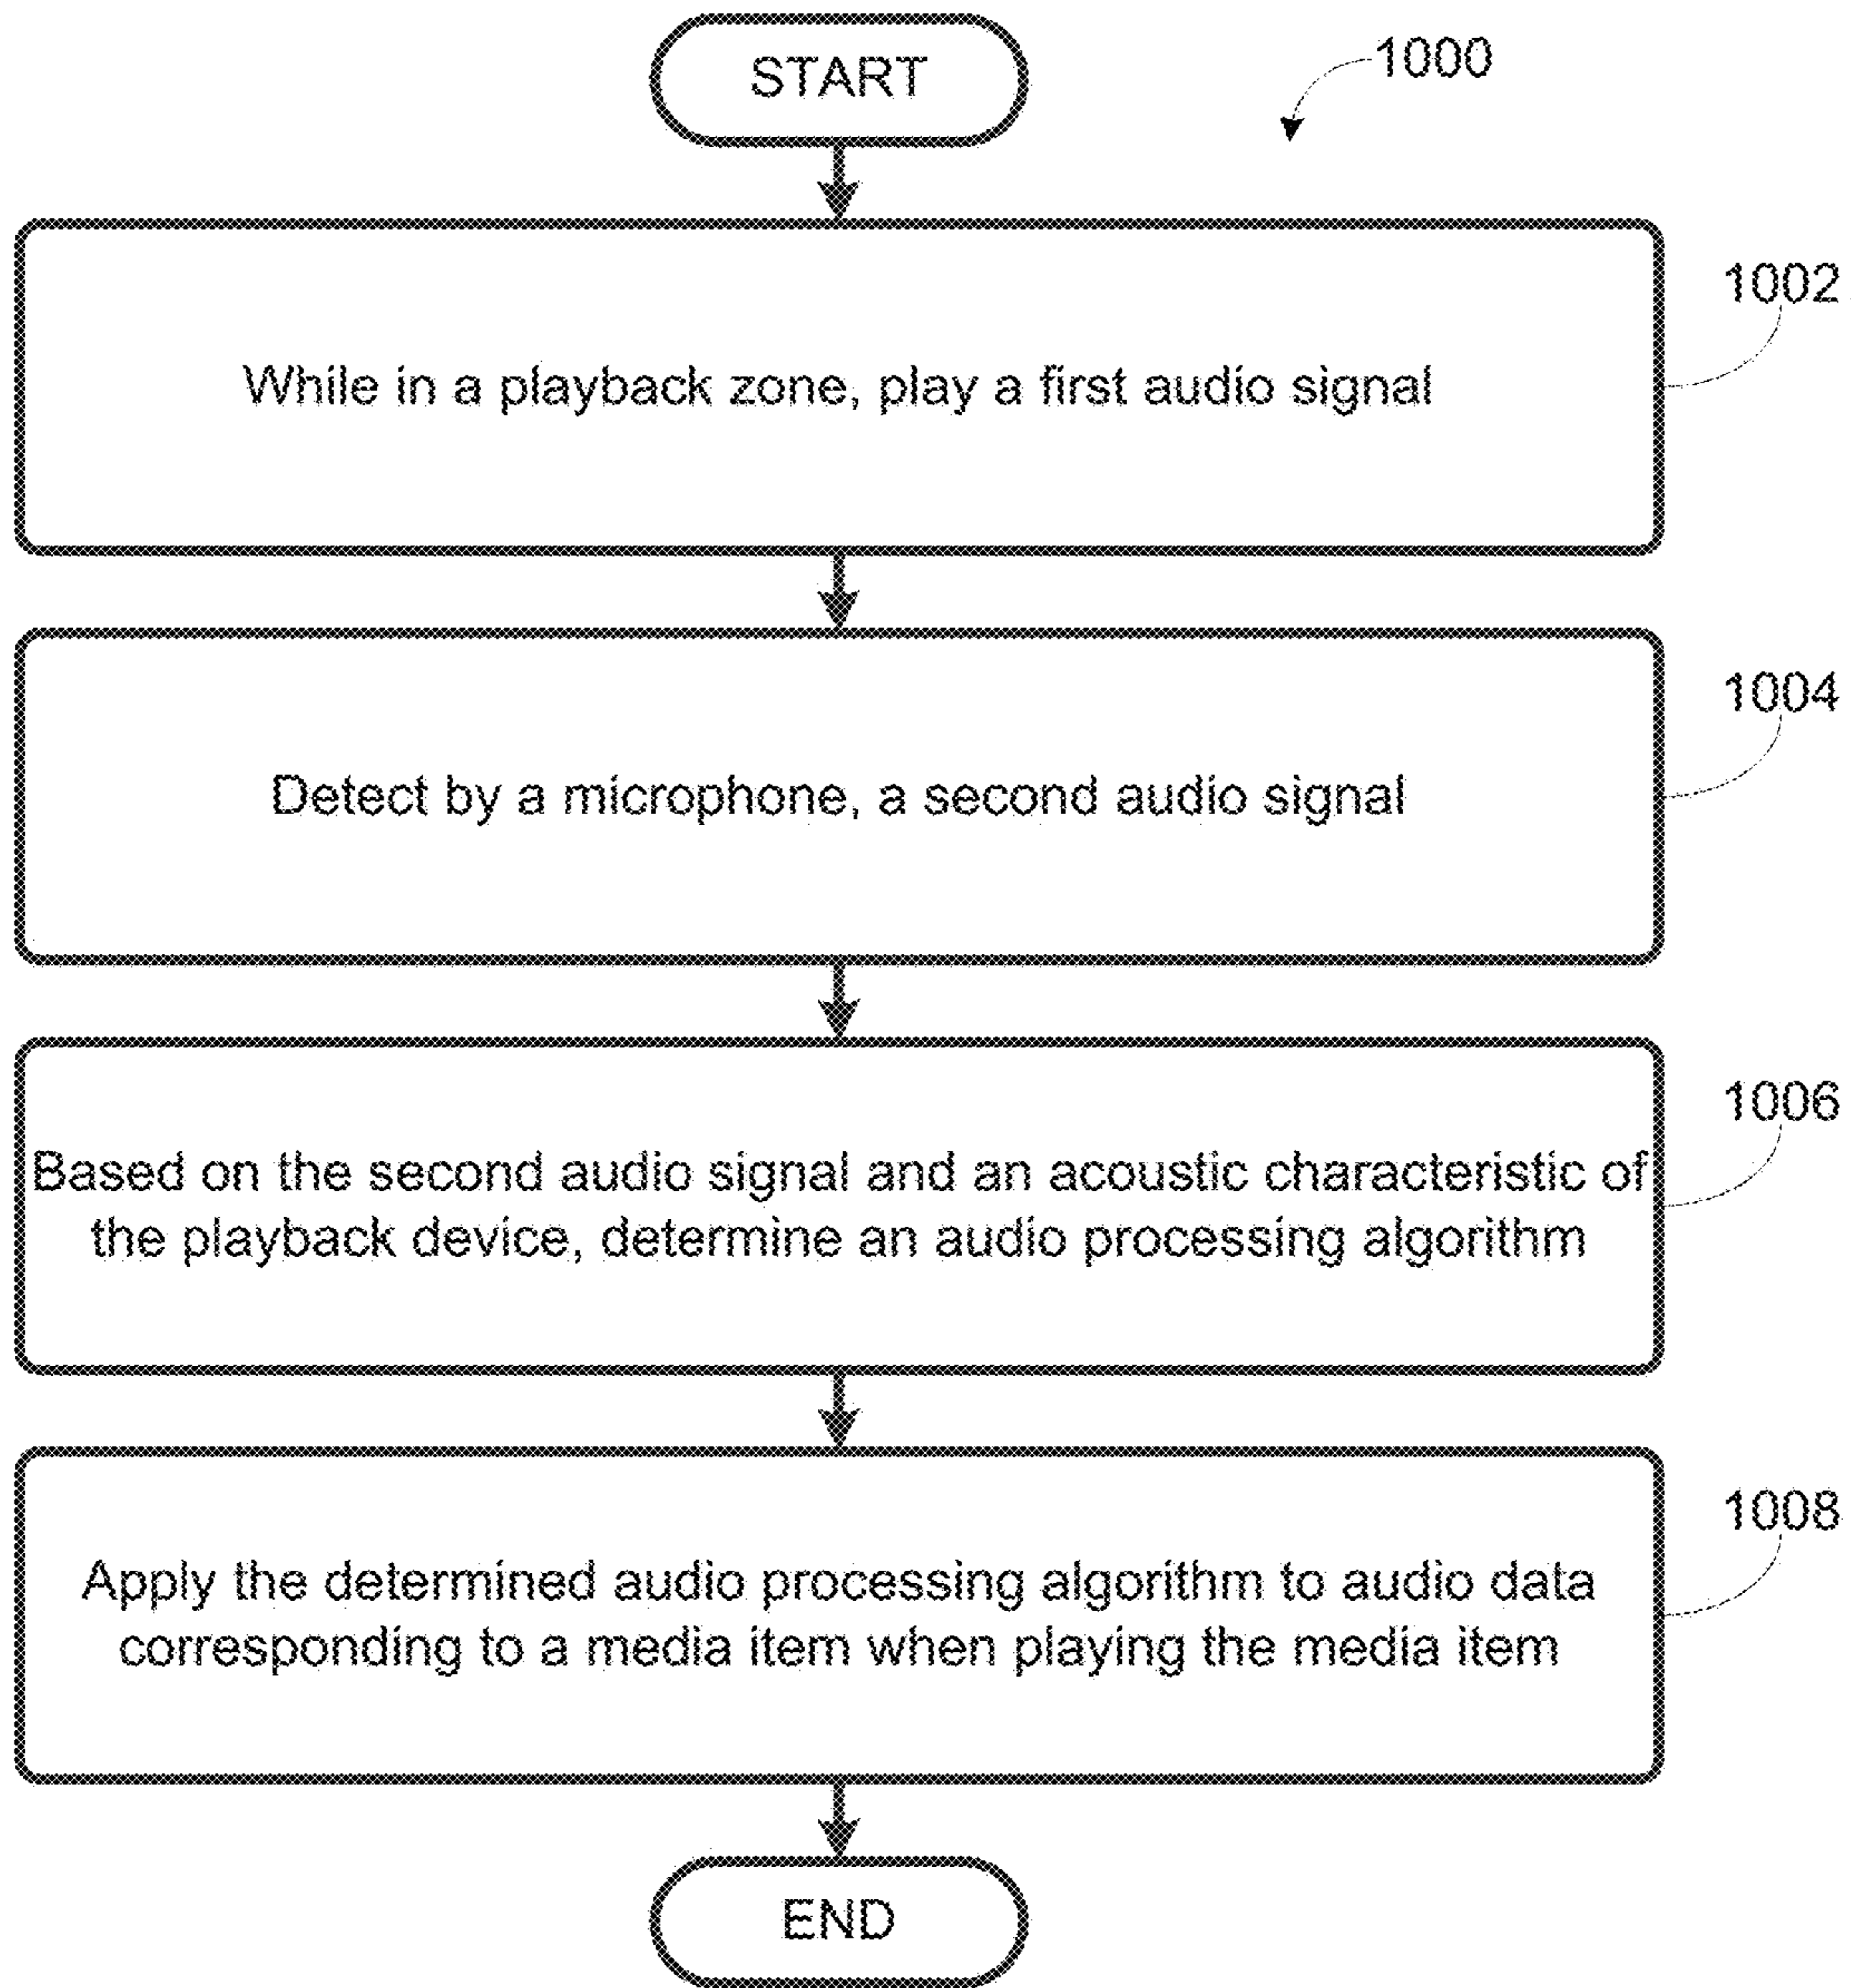 START
1000
1002
While in a playback zone, play a first audio signal
1004
Detect by a microphone, a second audio signal
1006
Based on the second audio signal and an acoustic characteristic of
the playback device, determine an audio processing algorithm
1008
Apply the determined audio processing algorithm to audio data
corresponding to a media item when playing the media item
END